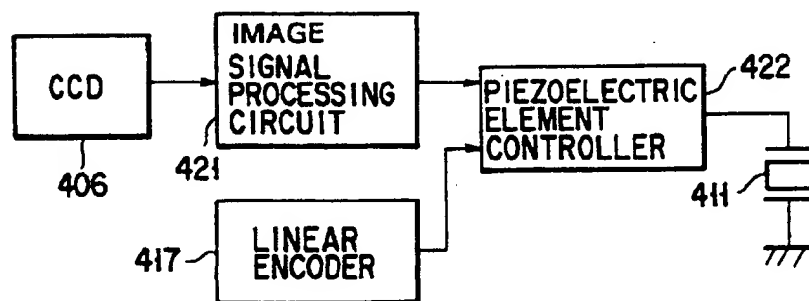 CCD
406
IMAGE
SIGNAL
PROCESSING
CIRCUIT
421
PIEZOELECTRIC
ELEMENT
CONTROLLER
422
411
LINEAR
ENCODER
417